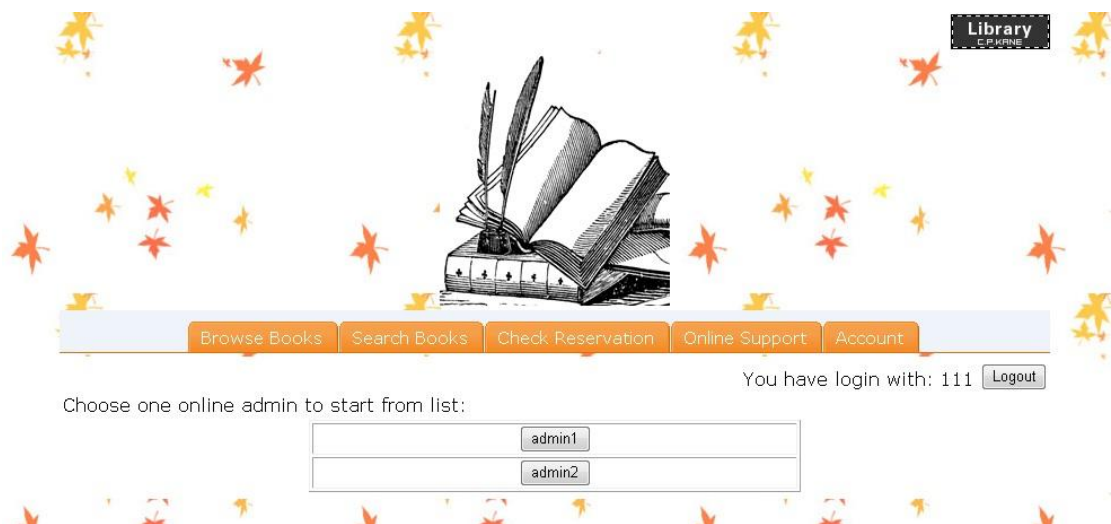 Library
C.P.KANE
Browse Books Search Books Check Reservation Online Support Account
You have login with: 111 Logout
Choose one online admin to start from list:
admin1
admin2